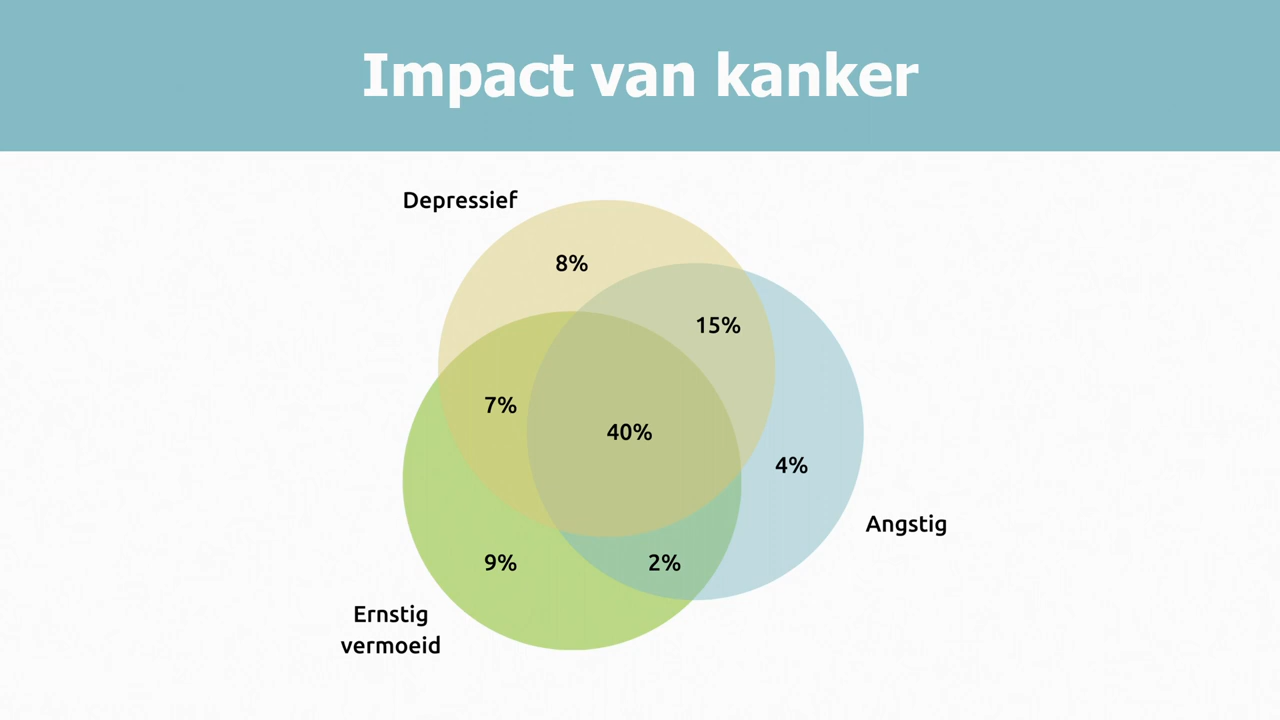 Impact van kanker
Depressief
8%
15%
7%
40%
4%
Angstig
9%
2%
Ernstig
vermoeid